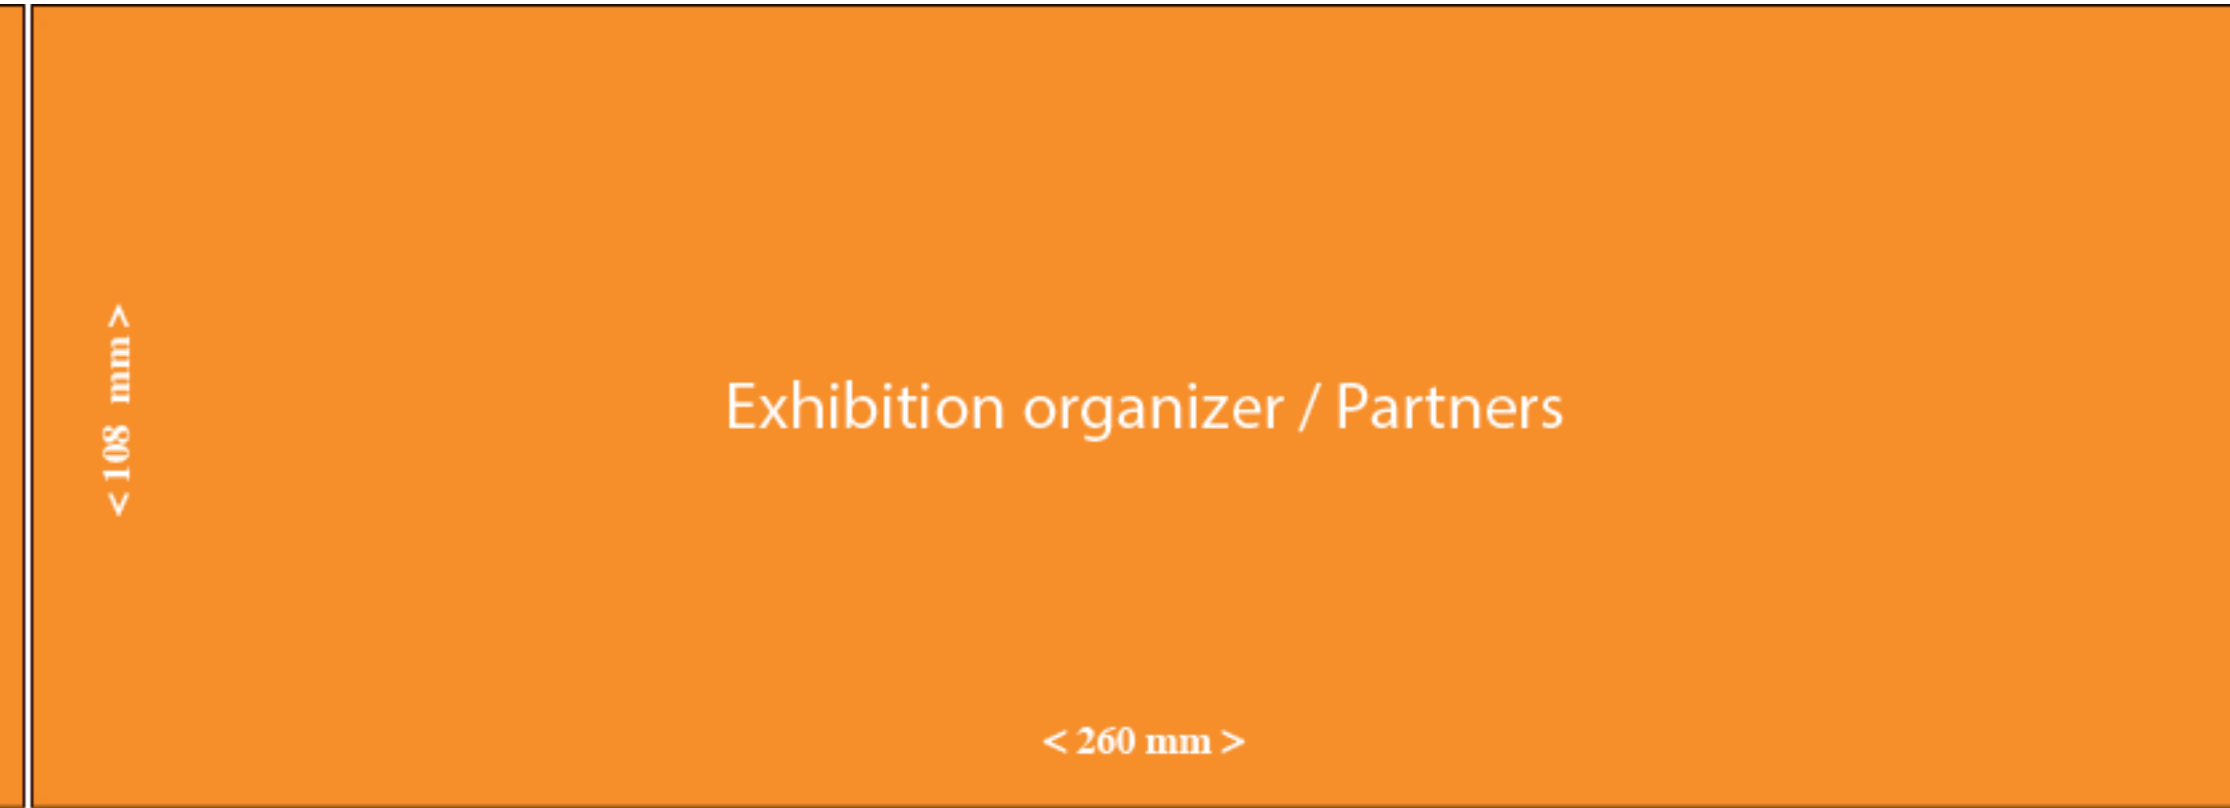 < 108 mm >
Exhibition organizer / Partners
< 260 mm >